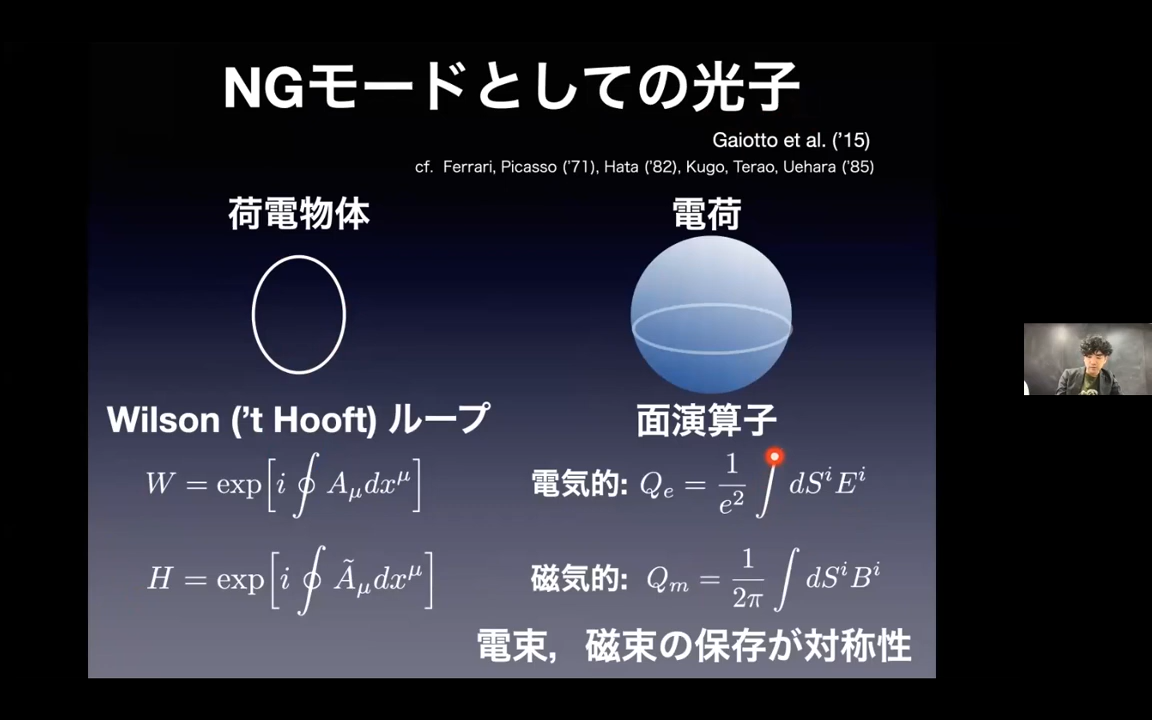 NGモードとしての光子
Gaiotto et al. ('15)
cf. Ferrari, Picasso ('71), Hata ('82), Kugo, Terao, Uehara ('85)
荷電物体
電荷
Wilson ('t Hooft) ループ
面演算子
W = exp[i ∮ A_μ dx^μ]
電気的: Q_e = 1/e² ∫ dS^i E^i
H = exp[i ∮ Ã_μ dx^μ]
磁気的: Q_m = 1/2π ∫ dS^i B^i
電束, 磁束の保存が対称性